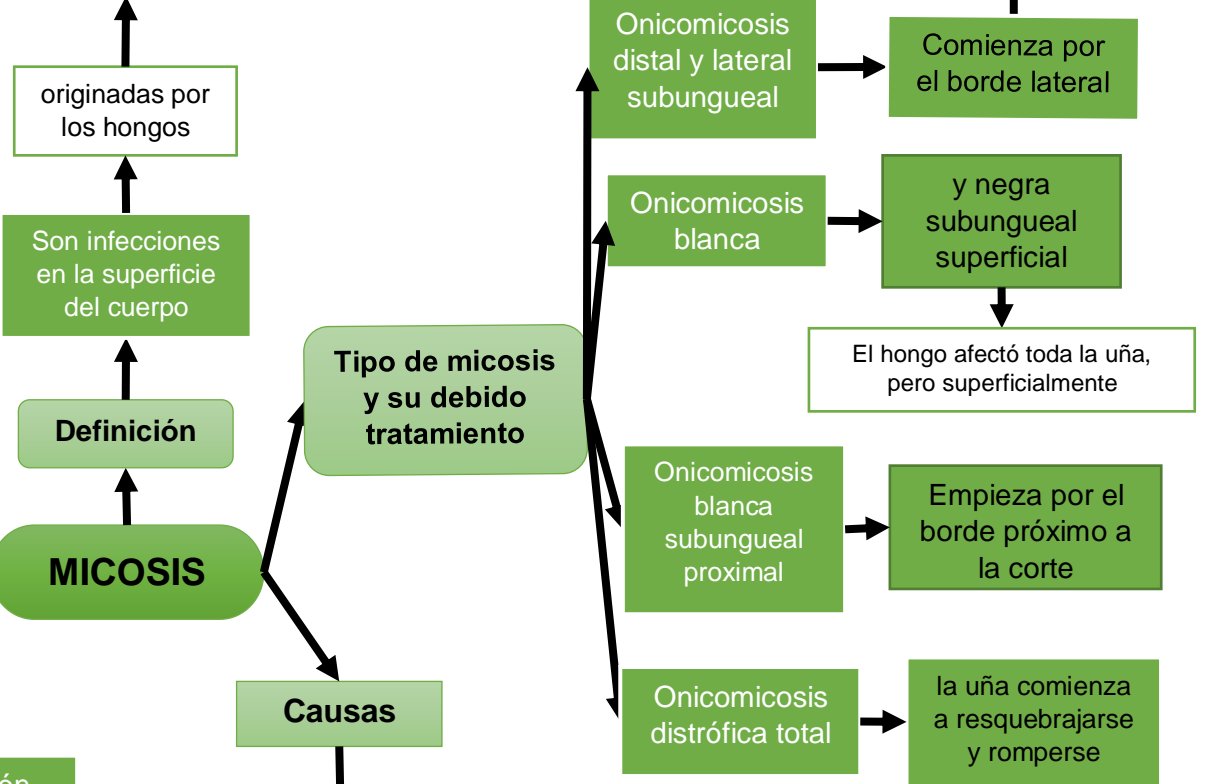 originadas por
los hongos
Son infecciones
en la superficie
del cuerpo
Definición
MICOSIS
Tipo de micosis
y su debido
tratamiento
Causas
Onicomicosis
distal y lateral
subungueal
Comienza por
el borde lateral
Onicomicosis
blanca
y negra
subungueal
superficial
El hongo afectó toda la uña,
pero superficialmente
Onicomicosis
blanca
subungueal
proximal
Empieza por el
borde próximo a
la corte
Onicomicosis
distrófica total
la uña comienza
a resquebrajarse
y romperse